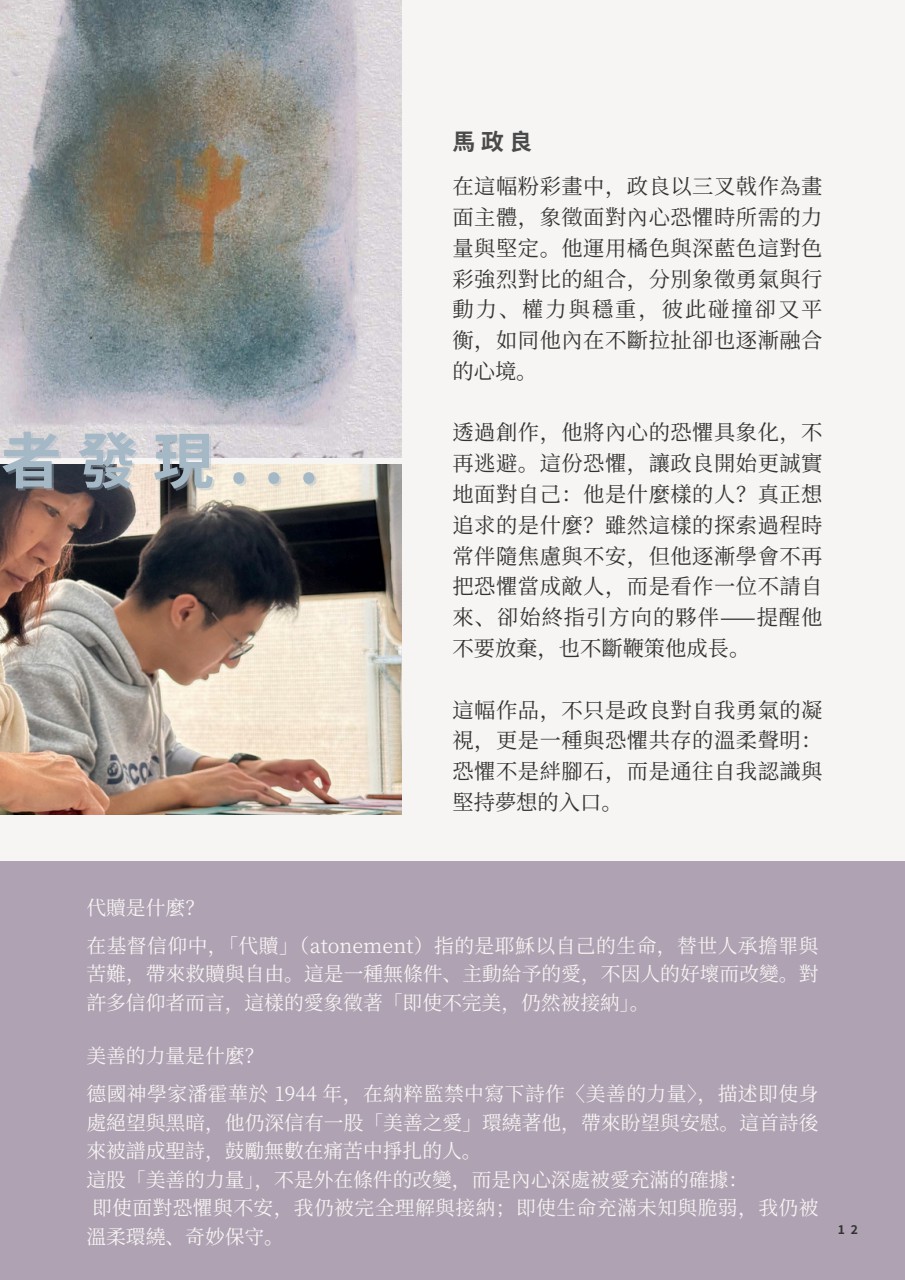 者發現...
馬政良
在這幅粉彩畫中，政良以三叉戟作為畫
面主體，象徵面對內心恐懼時所需的力
量與堅定。他運用橘色與深藍色這對色
彩強烈對比的組合，分別象徵勇氣與行
動力、權力與穩重，彼此碰撞卻又平
衡，如同他內在不斷拉扯卻也逐漸融合
的心境。
透過創作，他將內心的恐懼具象化，不
再逃避。這份恐懼，讓政良開始更誠實
地面對自己：他是什麼樣的人？真正想
追求的是什麼？雖然這樣的探索過程時
常伴隨焦慮與不安，但他逐漸學會不再
把恐懼當成敵人，而是看作一位不請自
來、卻始終指引方向的夥伴——提醒他
不要放棄，也不斷鞭策他成長。
這幅作品，不只是政良對自我勇氣的凝
視，更是一種與恐懼共存的溫柔聲明：
恐懼不是絆腳石，而是通往自我認識與
堅持夢想的入口。
代贖是什麼？
在基督信仰中，「代贖」（atonement）指的是耶穌以自己的生命，替世人承擔罪與
苦難，帶來救贖與自由。這是一種無條件、主動給予的愛，不因人的好壞而改變。對
許多信仰者而言，這樣的愛象徵著「即使不完美，仍然被接納」。
美善的力量是什麼？
德國神學家潘霍華於 1944 年，在納粹監禁中寫下詩作〈美善的力量〉，描述即使身
處絕望與黑暗，他仍深信有一股「美善之愛」環繞著他，帶來盼望與安慰。這首詩後
來被譜成聖詩，鼓勵無數在痛苦中掙扎的人。
這股「美善的力量」，不是外在條件的改變，而是內心深處被愛充滿的確據：
即使面對恐懼與不安，我仍被完全理解與接納；即使生命充滿未知與脆弱，我仍被
溫柔環繞、奇妙保守。
12